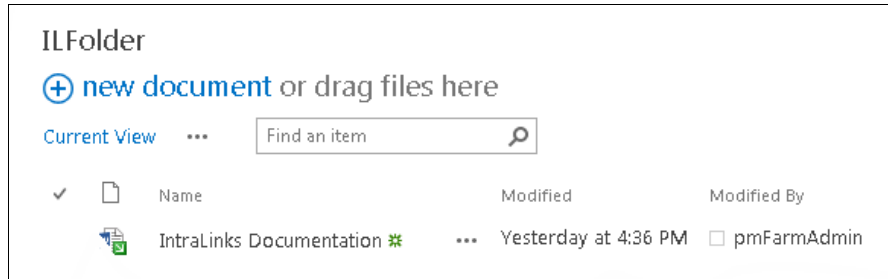 ILFolder
new document or drag files here
Current View ••• Find an item
Name Modified Modified By
IntraLinks Documentation ••• Yesterday at 4:36 PM pmFarmAdmin